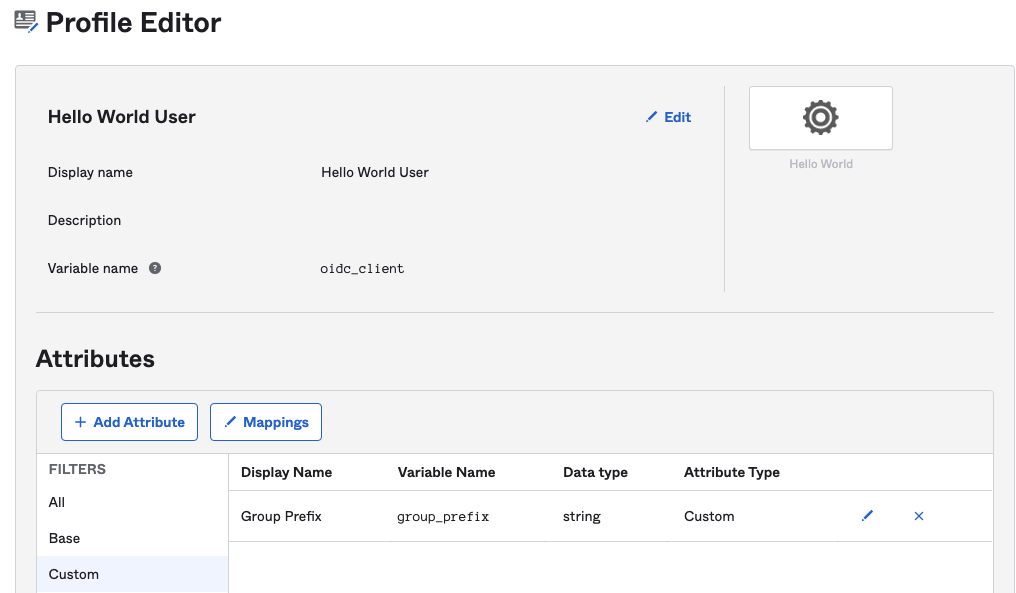 Profile Editor
Hello World User
Edit
Hello World
Display name Hello World User
Description
Variable name ? oidc_client
Attributes
+ Add Attribute Mappings
FILTERS
All
Base
Custom
Display Name Variable Name Data type Attribute Type
Group Prefix group_prefix string Custom